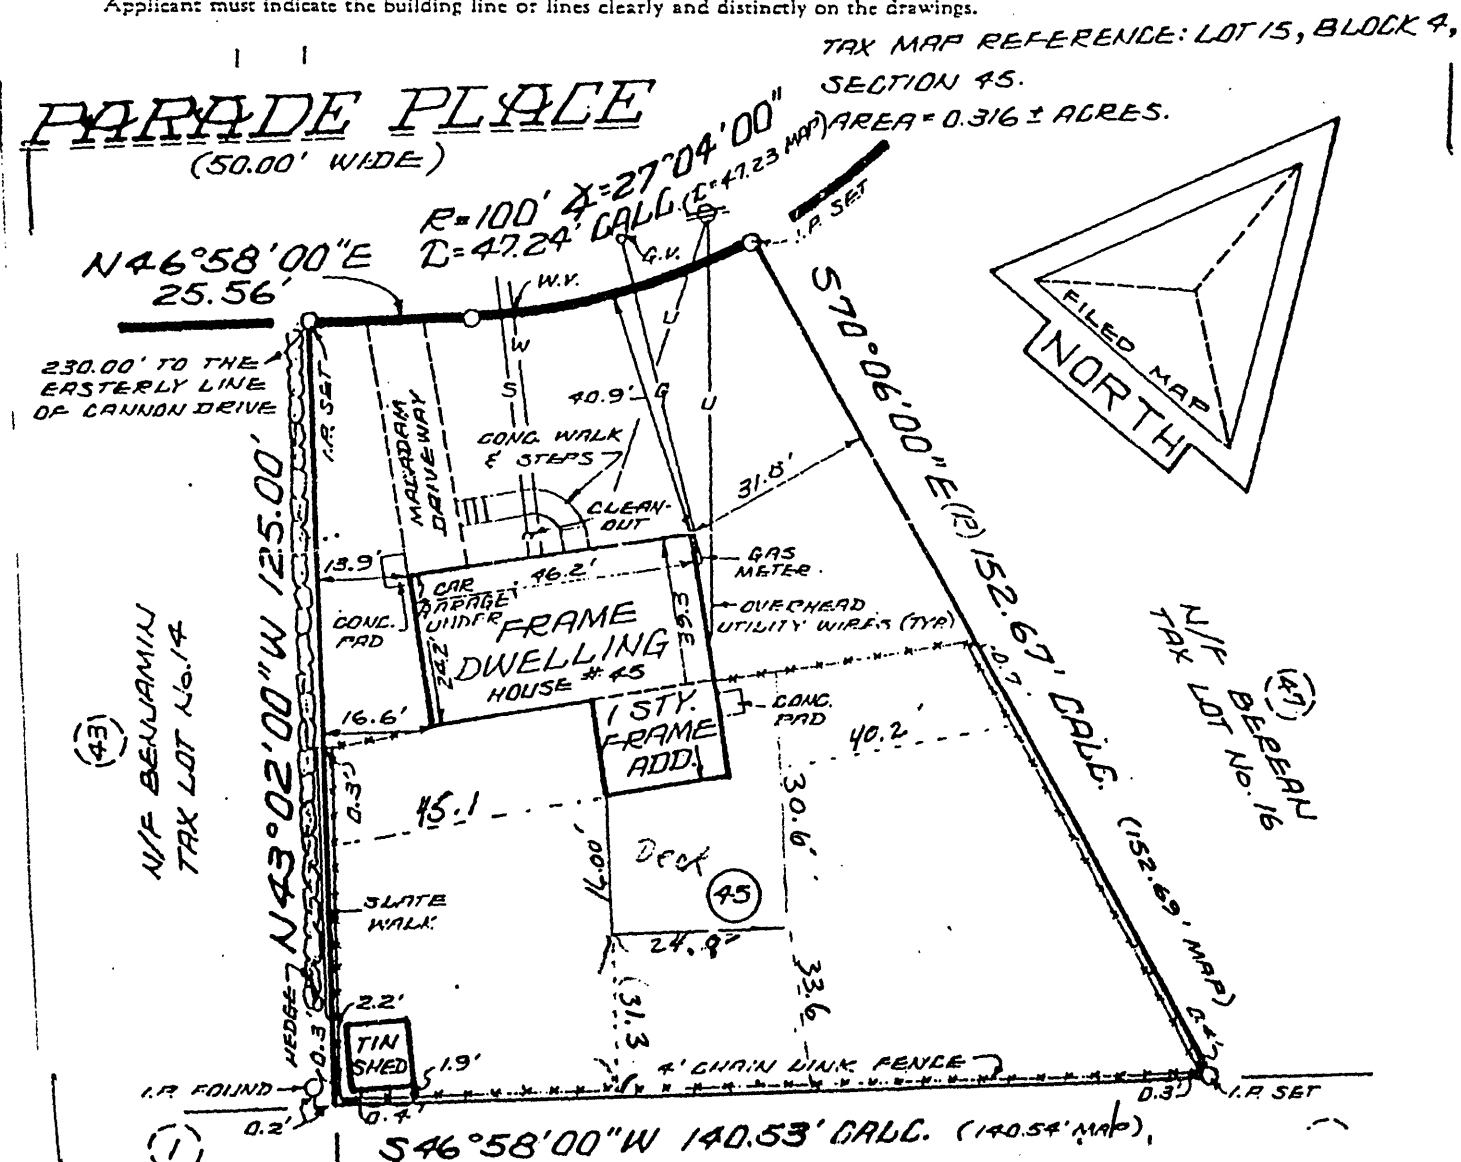 Applicant must indicate the building line or lines clearly and distinctly on the drawings.
TAX MAP REFERENCE: LOT 15, BLOCK 4,
SECTION 45.
AREA = 0.316 ± ACRES.
PARADE PLACE
(50.00' WIDE)
R=100' Δ=27°04'00"
L=47.24' CALC. (L=47.23 MAP)
I.P. SET
N46°58'00"E
25.56'
G.V.
W.V.
230.00' TO THE
EASTERLY LINE
OF CANNON DRIVE
I.P. SET
MACADAM
DRIVEWAY
W
S
U
G
U
40.9'
CONC. WALK
& STEPS
CLEAN-
OUT
31.8'
S70°06'00"E (R) 152.67' CALC.
(152.69' MAP)
FILED MAP
NORTH
13.9'
46.2'
GAS
METER
CAR
GARAGE
UNDER
CONC.
PAD
FRAME
DWELLING
HOUSE # 45
24.2'
OVERHEAD
UTILITY WIRES (TYP)
0.7'
16.6'
1 STY.
FRAME
ADD.
CONC.
PAD
40.2'
N43°02'00"W 125.00'
(43)
N/F BENJAMIN
TAX LOT No. 14
N/F BEREAN
TAX LOT No. 16
(47)
0.3'
45.1
30.6'
16.00'
Deck
45
SLATE
WALK
31.3
33.6
HEDGE
0.3'
2.2'
TIN
SHED
1.9'
4' CHAIN LINK FENCE
0.4'
I.P. FOUND
0.2'
0.4'
0.3'
I.P. SET
1
S46°58'00"W 140.53' CALC. (140.54' MAP)